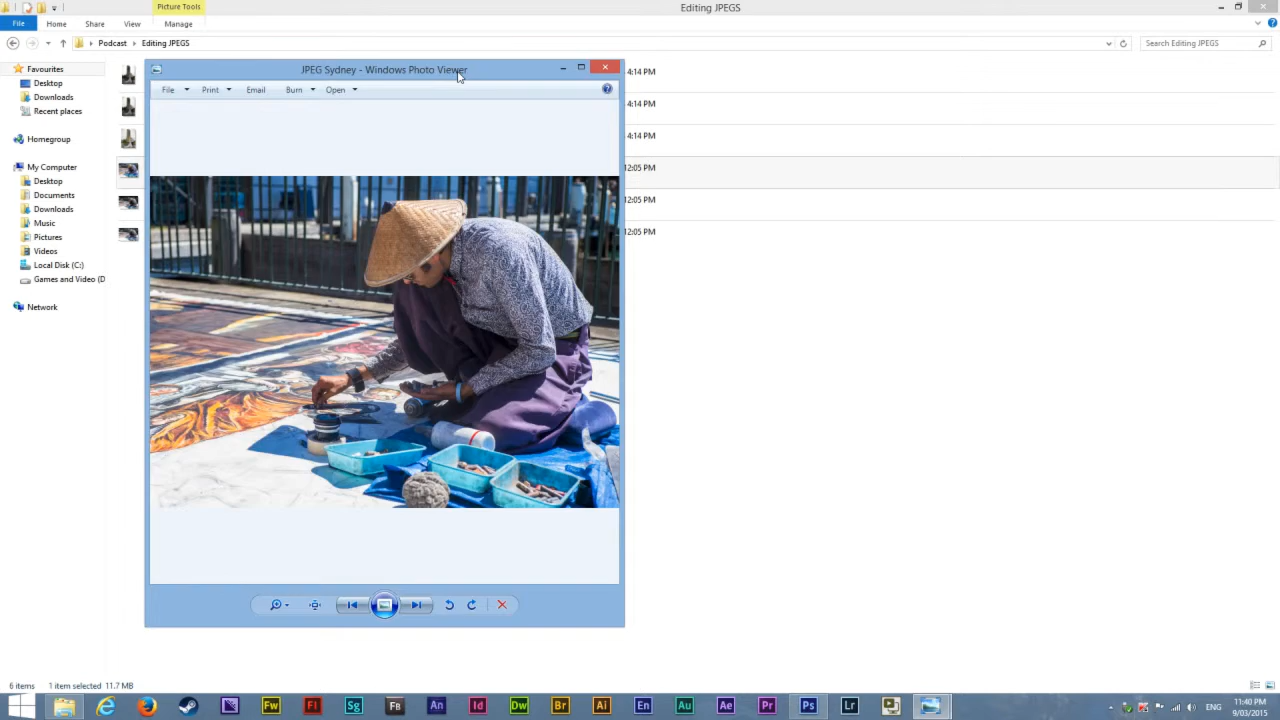 Picture Tools
Editing JPEGS
File Home Share View Manage
Podcast Editing JPEGS
Search Editing JPEGS
Favourites
Desktop
Downloads
Recent places
Homegroup
My Computer
Desktop
Documents
Downloads
Music
Pictures
Videos
Local Disk (C:)
Games and Video (D
Network
JPEG Sydney - Windows Photo Viewer
File Print Email Burn Open
4:14 PM
4:14 PM
4:14 PM
12:05 PM
12:05 PM
12:05 PM
6 items 1 item selected 11.7 MB
Fw Fl Sg FB An Id Dw Br Ai En Au Ae Pr Ps Lr
ENG
11:40 PM
9/03/2015